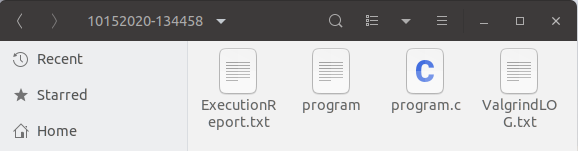 10152020-134458
Recent
Starred
Home
ExecutionR
eport.txt
program
C
program.c
ValgrindLO
G.txt